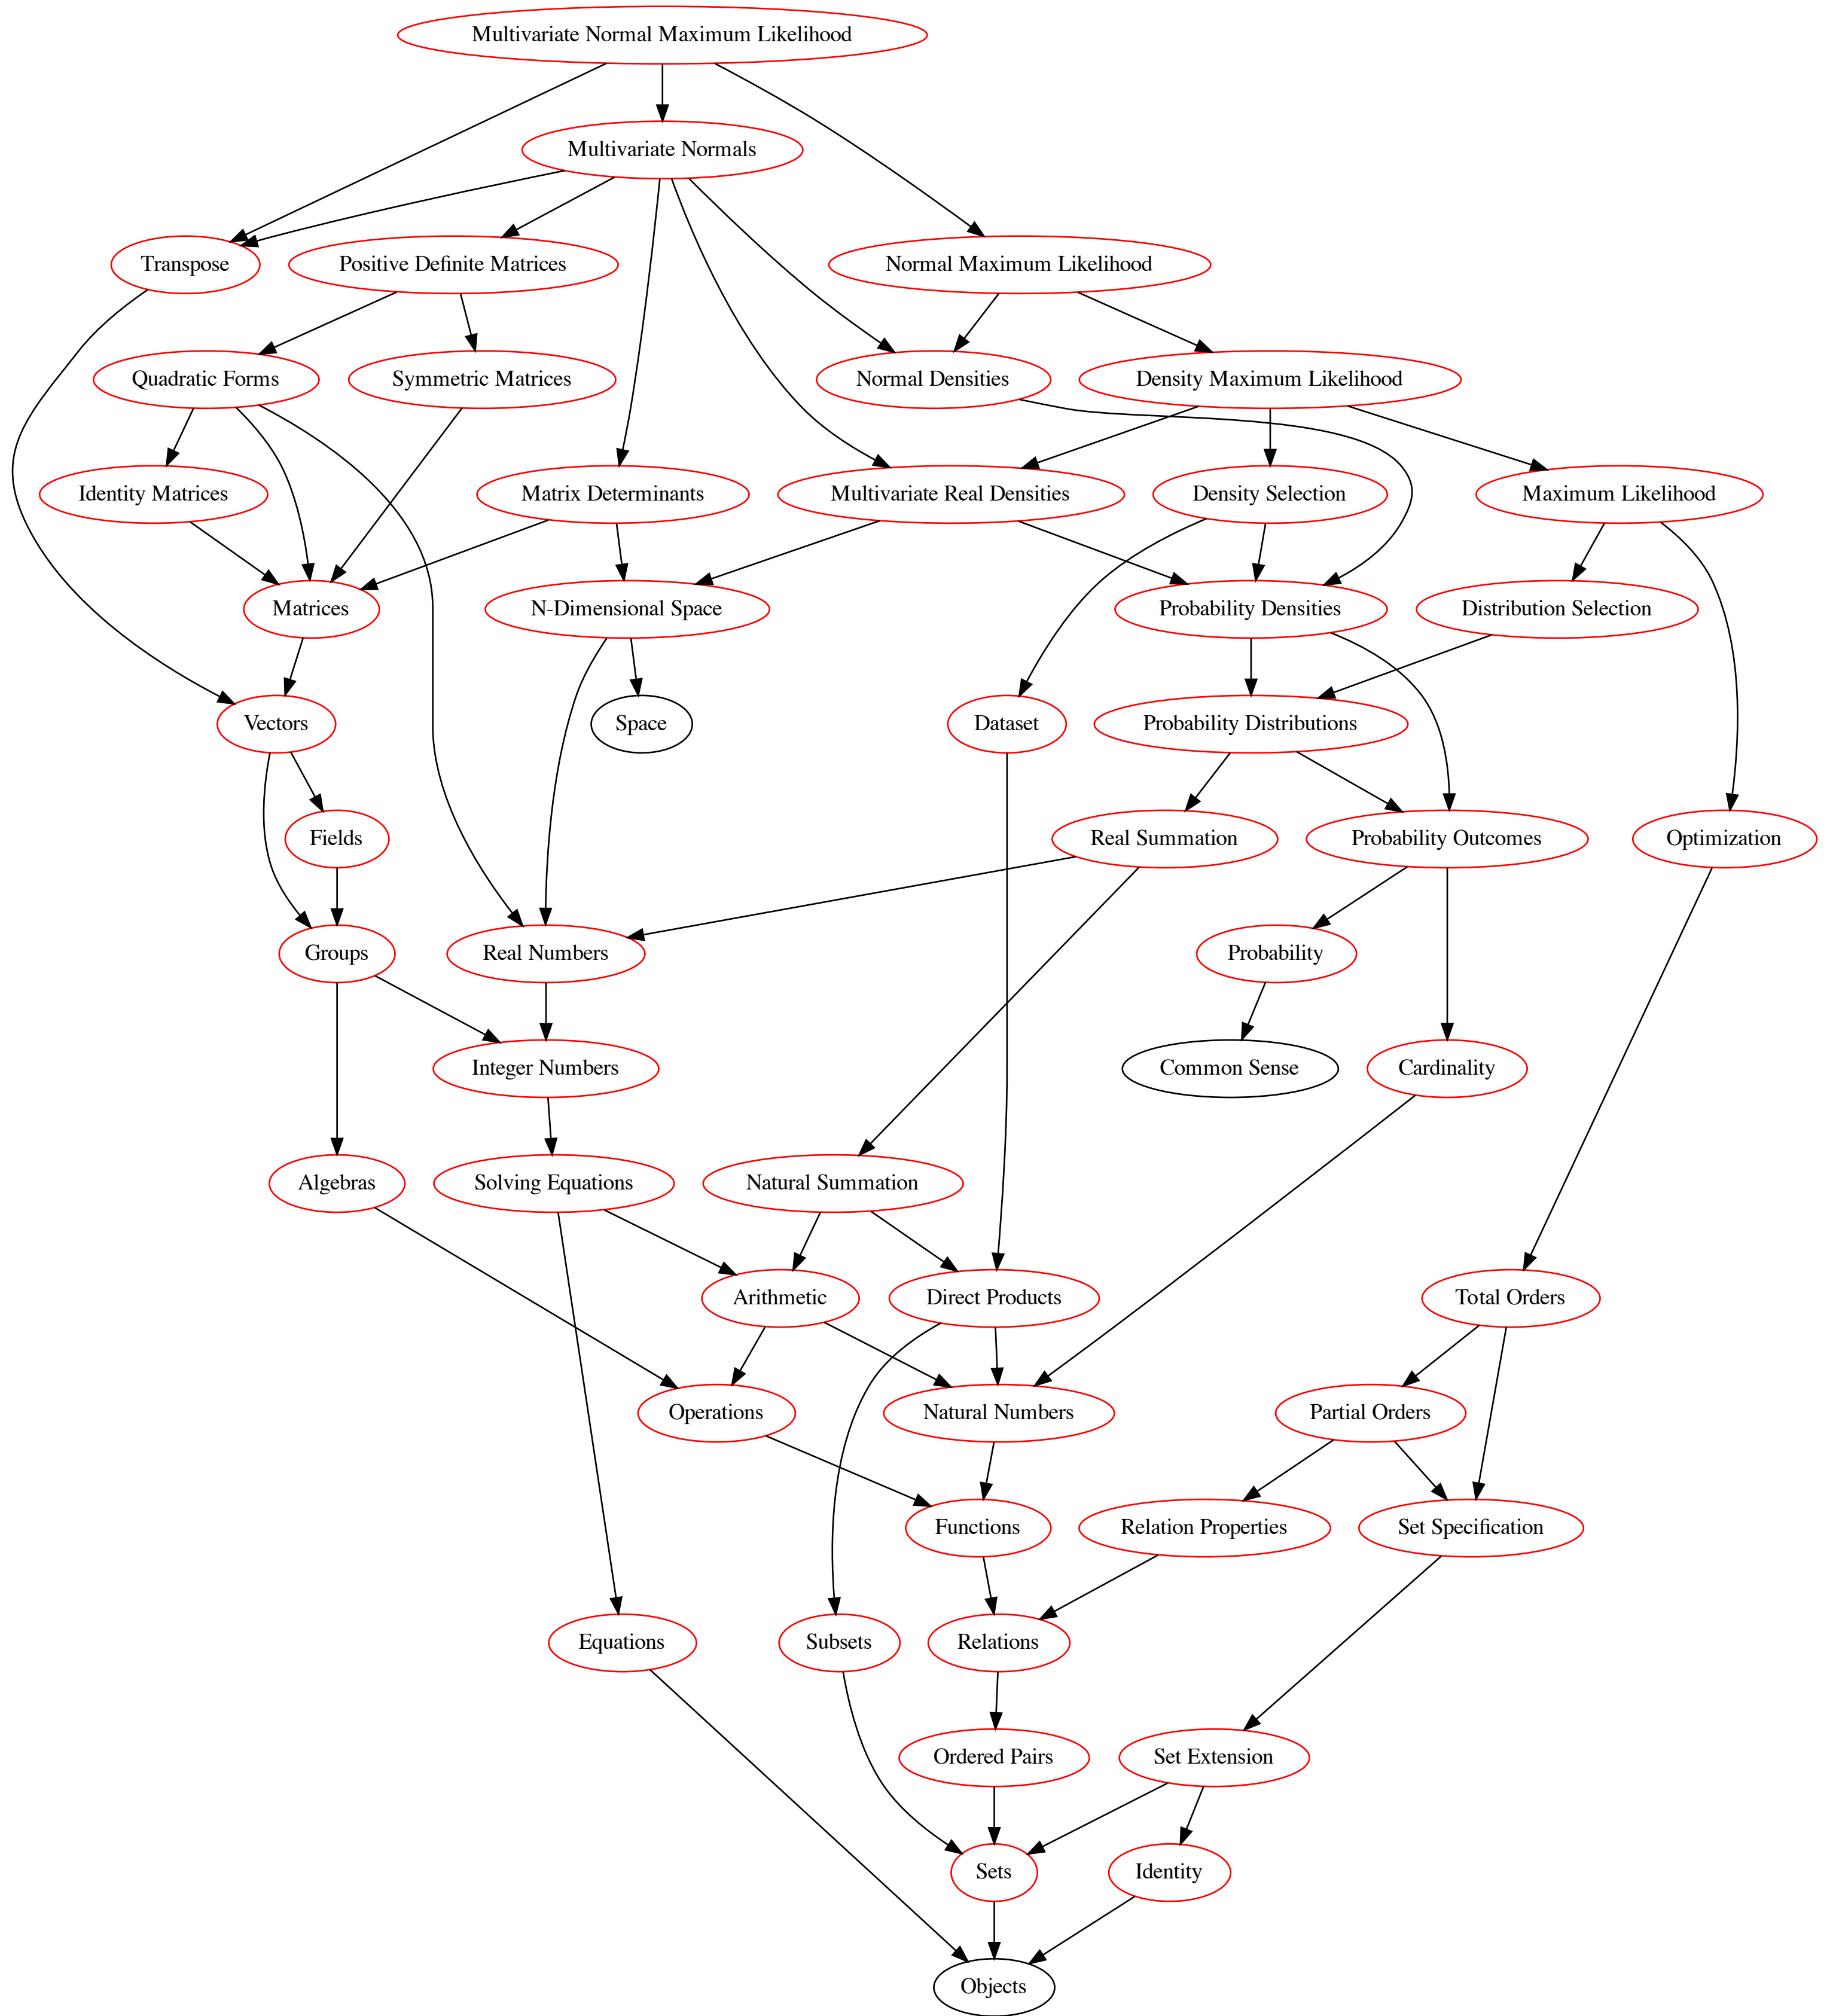 Multivariate Normal Maximum Likelihood
Multivariate Normals
Transpose
Positive Definite Matrices
Normal Maximum Likelihood
Quadratic Forms
Symmetric Matrices
Normal Densities
Density Maximum Likelihood
Identity Matrices
Matrix Determinants
Multivariate Real Densities
Density Selection
Maximum Likelihood
Matrices
N-Dimensional Space
Probability Densities
Distribution Selection
Vectors
Space
Dataset
Probability Distributions
Fields
Real Summation
Probability Outcomes
Optimization
Groups
Real Numbers
Probability
Integer Numbers
Common Sense
Cardinality
Algebras
Solving Equations
Natural Summation
Arithmetic
Direct Products
Total Orders
Operations
Natural Numbers
Partial Orders
Functions
Relation Properties
Set Specification
Equations
Subsets
Relations
Ordered Pairs
Set Extension
Sets
Identity
Objects